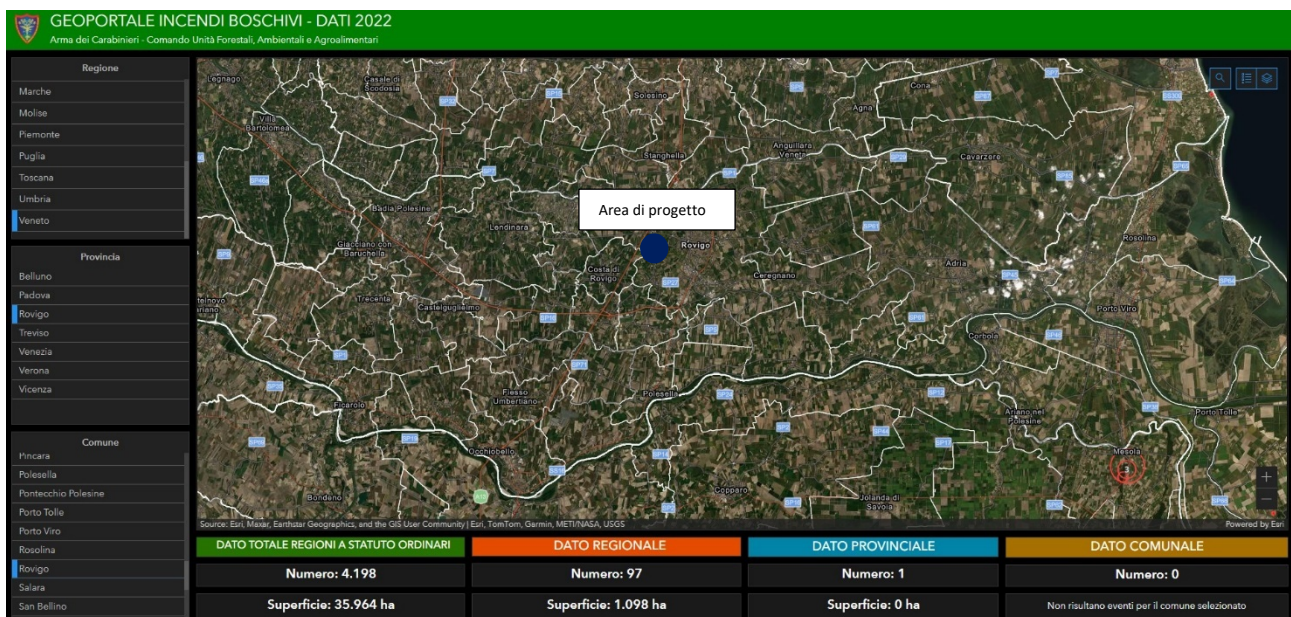 GEOPORTALE INCENDI BOSCHIVI - DATI 2022
Arma dei Carabinieri - Comando Unità Forestali, Ambientali e Agroalimentari
Regione
Marche
Molise
Piemonte
Puglia
Toscana
Umbria
Veneto
Provincia
Belluno
Padova
Rovigo
Treviso
Venezia
Verona
Vicenza
Comune
Pincara
Polesella
Pontecchio Polesine
Porto Tolle
Porto Viro
Rosolina
Rovigo
Salara
San Bellino
Legnago
Casale di
Scodosia
Solesino
Cona
Agna
Villa
Bartolomea
Anguillara
Veneta
Stanghella
Cavarzere
Badia Polesine
Lendinara
Area di progetto
Rovigo
Rosolina
Giacciano con
Baruchella
Costa di
Rovigo
Ceregnano
Adria
Trecenta
Castelguglielmo
Porto Viro
Corbola
Fiesso
Umbertiano
Polesella
Ficarolo
Ariano nel
Polesine
Porto Tolle
Occhiobello
Mesola
3
Bondeno
Copparo
Jolanda di
Savoia
A13
Source: Esri, Maxar, Earthstar Geographics, and the GIS User Community | Esri, TomTom, Garmin, METI/NASA, USGS
Powered by Esri
DATO TOTALE REGIONI A STATUTO ORDINARI
DATO REGIONALE
DATO PROVINCIALE
DATO COMUNALE
Numero: 4.198
Numero: 97
Numero: 1
Numero: 0
Superficie: 35.964 ha
Superficie: 1.098 ha
Superficie: 0 ha
Non risultano eventi per il comune selezionato